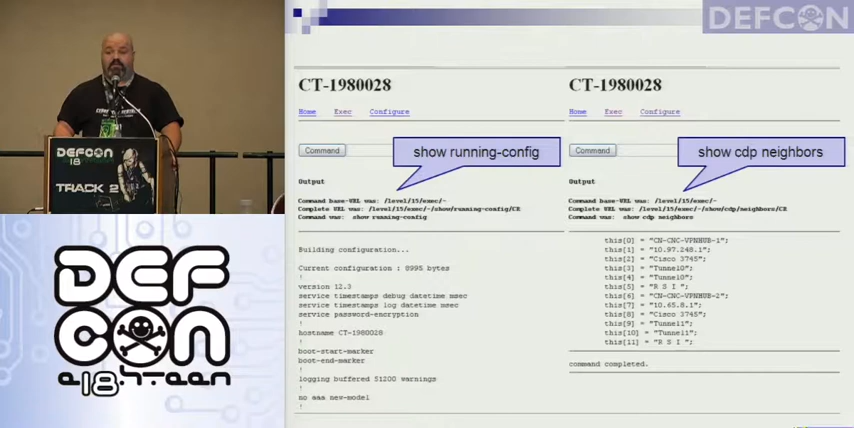 DEFCON
DEFCON
18
TRACK 2
DEF
CON
e18hteen
CT-1980028
Home Exec Configure
Command
show running-config
Output
Command base-URL was: /level/15/exec/-
Complete URL was: /level/15/exec/-/show/running-config/CR
Command was: show running-config
Building configuration...
Current configuration : 8995 bytes
!
version 12.3
service timestamps debug datetime msec
service timestamps log datetime msec
service password-encryption
!
hostname CT-1980028
!
boot-start-marker
boot-end-marker
!
logging buffered 51200 warnings
!
no aaa new-model
!
CT-1980028
Home Exec Configure
Command
show cdp neighbors
Output
Command base-URL was: /level/15/exec/-
Complete URL was: /level/15/exec/-/show/cdp/neighbors/CR
Command was: show cdp neighbors
this[0] = "CN-CNC-VPNHUB-1";
this[1] = "10.97.248.1";
this[2] = "Cisco 3745";
this[3] = "Tunnel0";
this[4] = "Tunnel0";
this[5] = "R S I ";
this[6] = "CN-CNC-VPNHUB-2";
this[7] = "10.65.8.1";
this[8] = "Cisco 3745";
this[9] = "Tunnel1";
this[10] = "Tunnel1";
this[11] = "R S I ";
command completed.